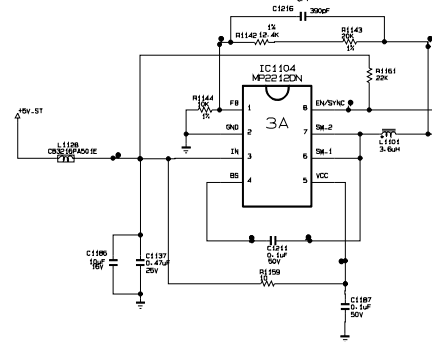 C1216 390pF
1%
R1142 12.4K
R1143
20K
1%
IC1104
MP2212DN
R1161
22K
R1144
10K
1%
FB 1
8 EN/SYNC
+5V_ST
GND 2
3A
7 SW_2
L1101
3.6uH
L1128
CB3216PA501E
IN 3
6 SW_1
BS 4
5 VCC
C1211
0.1uF
50V
C1186
10uF
16V
C1137
0.47uF
25V
R1159
10
C1187
0.1uF
50V